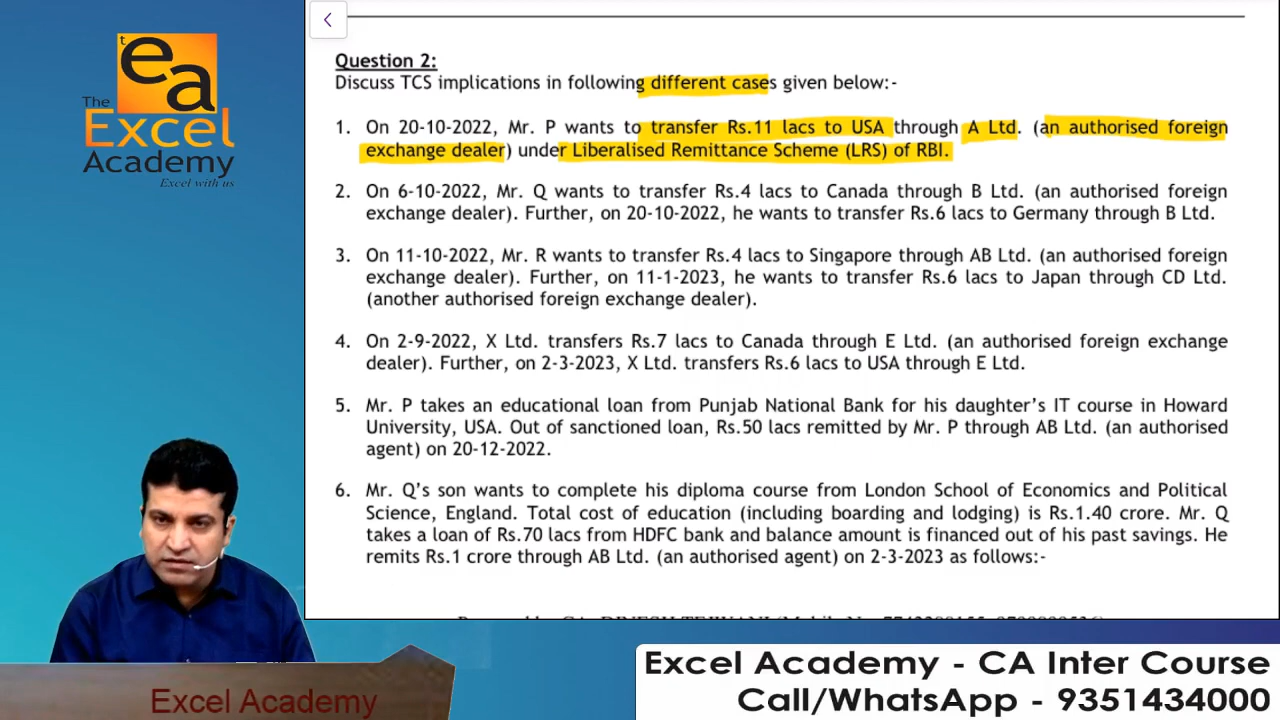 t
ea
The
Excel
Academy
Excel with us
Question 2:
Discuss TCS implications in following different cases given below:-
1. On 20-10-2022, Mr. P wants to transfer Rs.11 lacs to USA through A Ltd. (an authorised foreign
exchange dealer) under Liberalised Remittance Scheme (LRS) of RBI.
2. On 6-10-2022, Mr. Q wants to transfer Rs.4 lacs to Canada through B Ltd. (an authorised foreign
exchange dealer). Further, on 20-10-2022, he wants to transfer Rs.6 lacs to Germany through B Ltd.
3. On 11-10-2022, Mr. R wants to transfer Rs.4 lacs to Singapore through AB Ltd. (an authorised foreign
exchange dealer). Further, on 11-1-2023, he wants to transfer Rs.6 lacs to Japan through CD Ltd.
(another authorised foreign exchange dealer).
4. On 2-9-2022, X Ltd. transfers Rs.7 lacs to Canada through E Ltd. (an authorised foreign exchange
dealer). Further, on 2-3-2023, X Ltd. transfers Rs.6 lacs to USA through E Ltd.
5. Mr. P takes an educational loan from Punjab National Bank for his daughter's IT course in Howard
University, USA. Out of sanctioned loan, Rs.50 lacs remitted by Mr. P through AB Ltd. (an authorised
agent) on 20-12-2022.
6. Mr. Q's son wants to complete his diploma course from London School of Economics and Political
Science, England. Total cost of education (including boarding and lodging) is Rs.1.40 crore. Mr. Q
takes a loan of Rs.70 lacs from HDFC bank and balance amount is financed out of his past savings. He
remits Rs.1 crore through AB Ltd. (an authorised agent) on 2-3-2023 as follows:-
Excel Academy
Excel Academy - CA Inter Course
Call/WhatsApp - 9351434000